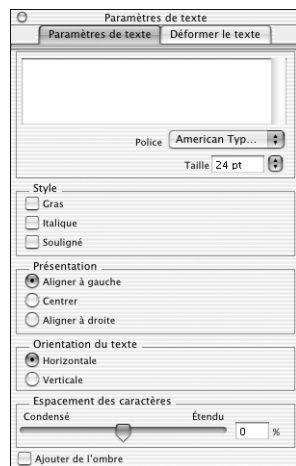 Paramètres de texte
Paramètres de texte Déformer le texte
Police American Typ...
Taille 24 pt
Style
Gras
Italique
Souligné
Présentation
Aligner à gauche
Centrer
Aligner à droite
Orientation du texte
Horizontale
Verticale
Espacement des caractères
Condensé Étendu
0 %
Ajouter de l'ombre